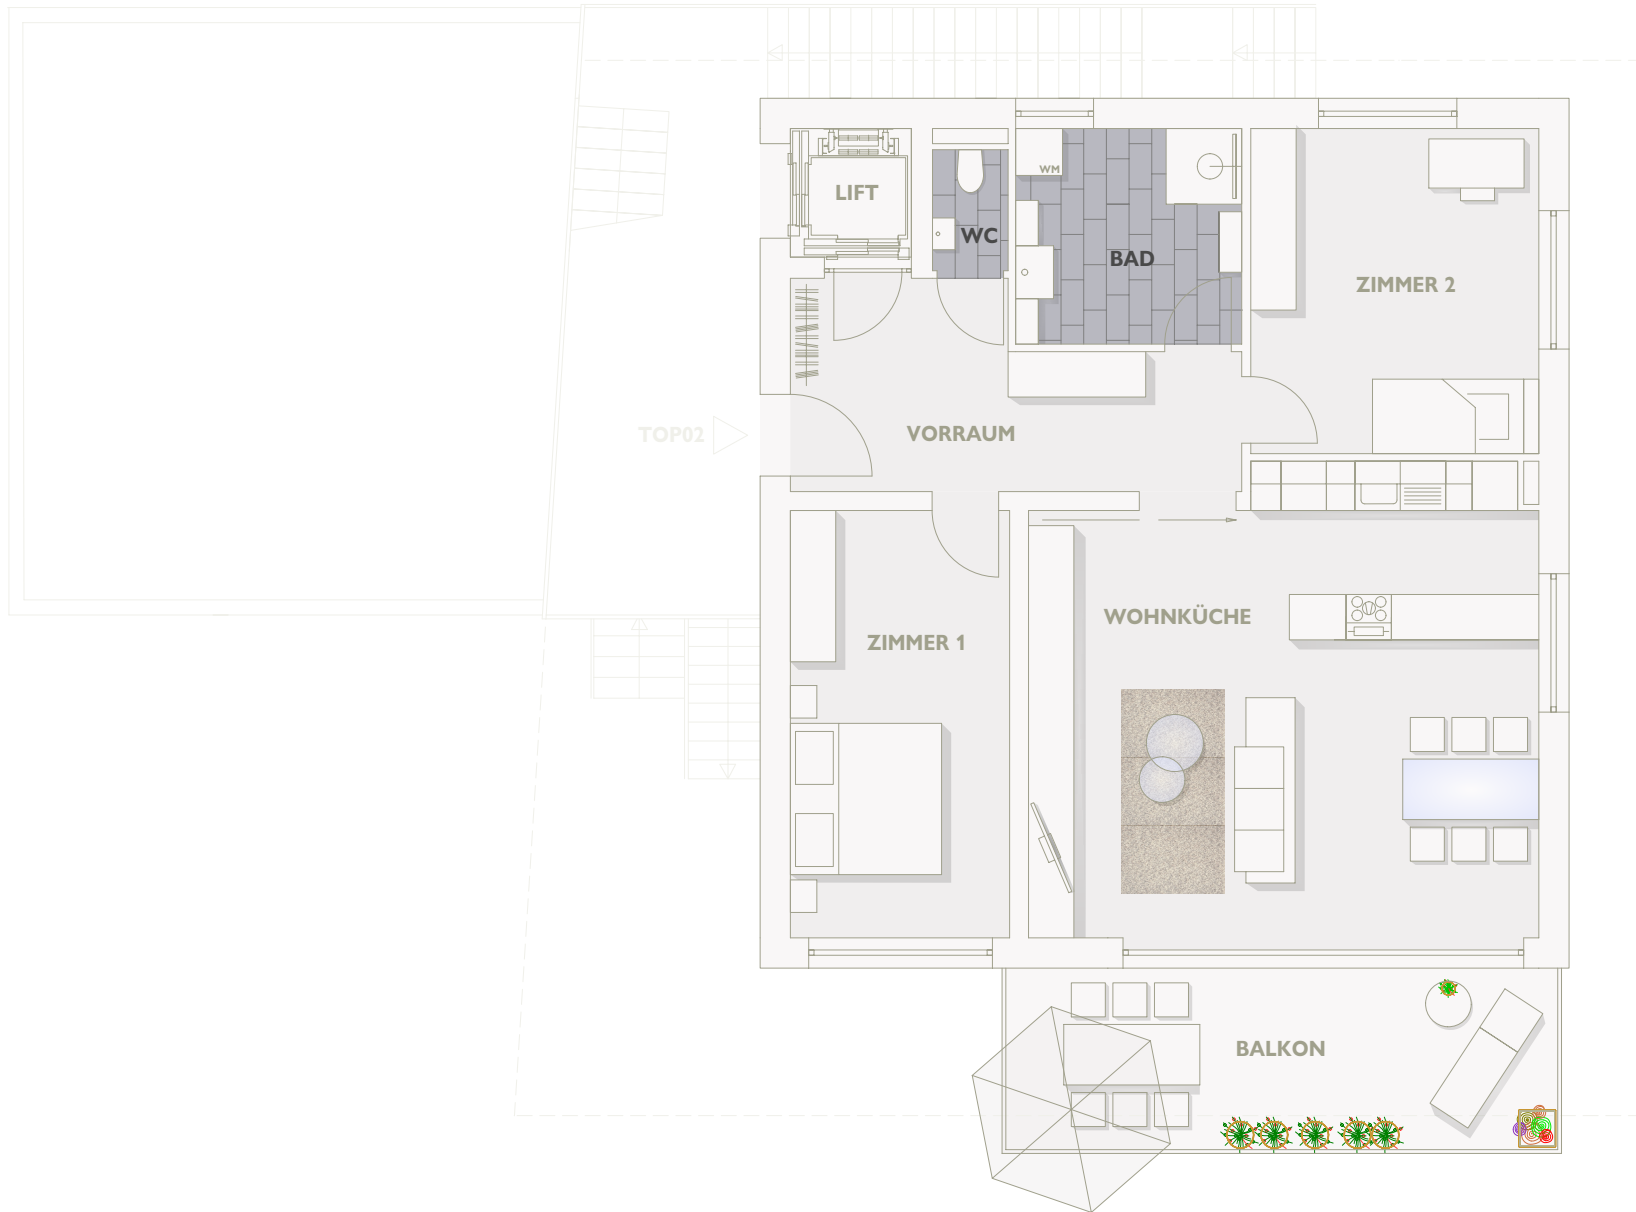 LIFT
WM
WC
BAD
ZIMMER 2
TOP02
VORRAUM
WOHNKÜCHE
ZIMMER 1
BALKON